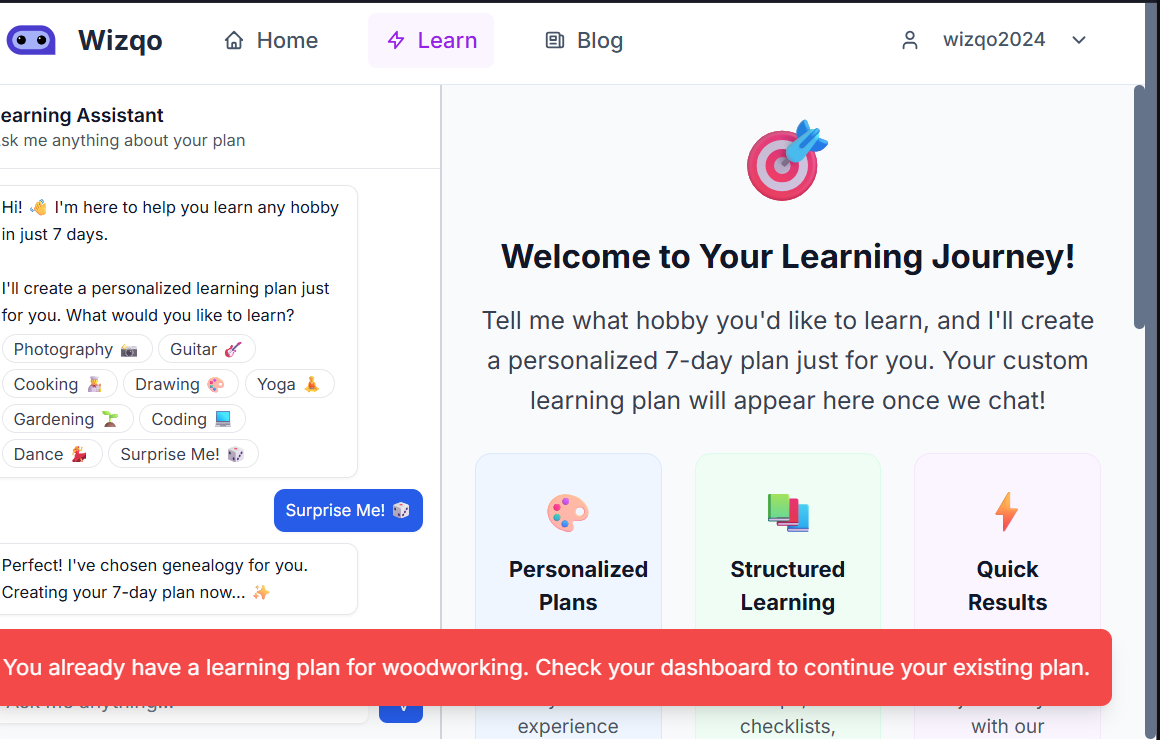 Wizqo
Home
Learn
Blog
wizqo2024
earning Assistant
sk me anything about your plan
Hi! 👋 I'm here to help you learn any hobby
in just 7 days.
I'll create a personalized learning plan just
for you. What would you like to learn?
Photography 📸 Guitar 🎸
Cooking 👩‍🍳 Drawing 🎨 Yoga 🧘
Gardening 🌱 Coding 💻
Dance 💃 Surprise Me! 🎲
Surprise Me! 🎲
Perfect! I've chosen genealogy for you.
Creating your 7-day plan now... ✨
Welcome to Your Learning Journey!
Tell me what hobby you'd like to learn, and I'll create
a personalized 7-day plan just for you. Your custom
learning plan will appear here once we chat!
Personalized
Plans
Structured
Learning
Quick
Results
You already have a learning plan for woodworking. Check your dashboard to continue your existing plan.
Ask me anything...
experience
checklists,
with our